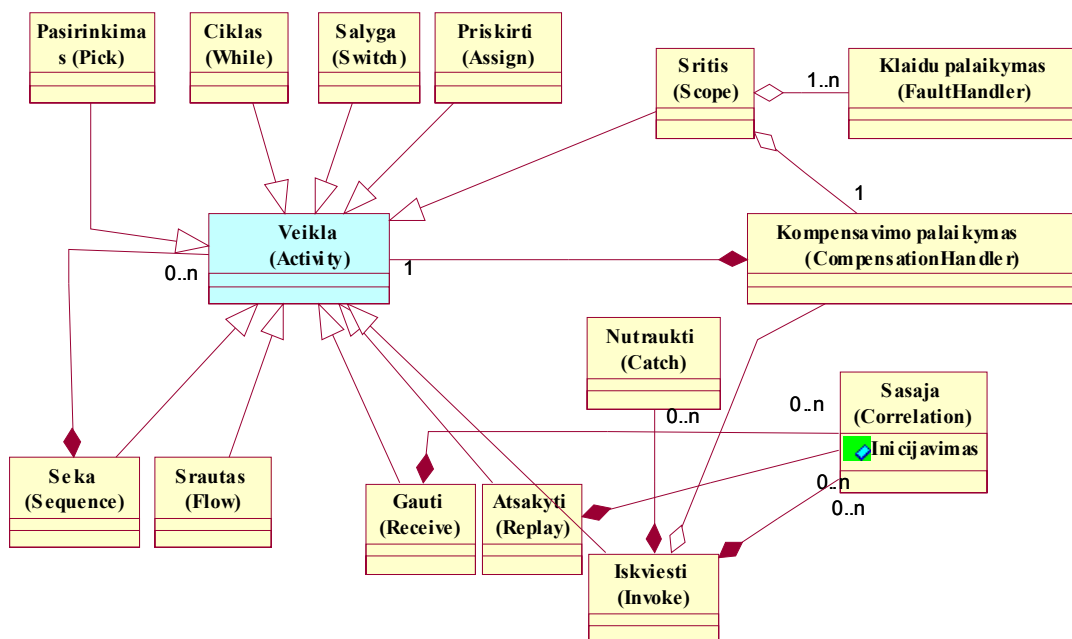 Pasirinkima
s (Pick)
Ciklas
(While)
Salyga
(Switch)
Priskirti
(Assign)
Sritis
(Scope)
1..n
Klaidu palaikymas
(FaultHandler)
1
Veikla
(Activity)
0..n
1
Kompensavimo palaikymas
(CompensationHandler)
Nutraukti
(Catch)
0..n
Sasaja
(Correlation)
Inicijavimas
0..n
0..n
0..n
Seka
(Sequence)
Srautas
(Flow)
Gauti
(Receive)
Atsakyti
(Replay)
Iskviesti
(Invoke)